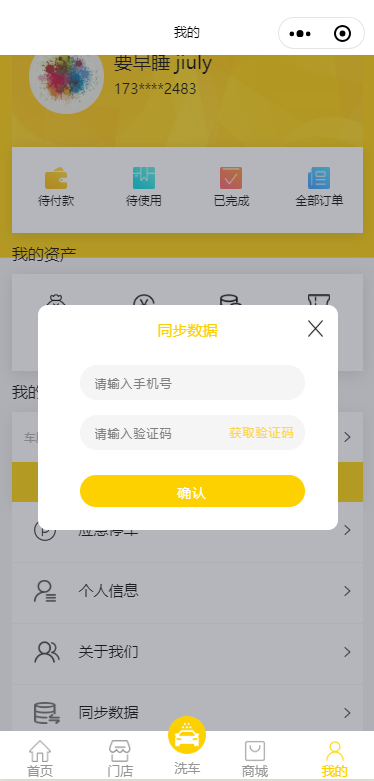 我的
要早睡 jiuly
173****2483
待付款
待使用
已完成
全部订单
我的资产
同步数据
请输入手机号
请输入验证码
获取验证码
确认
我的
应急停车
个人信息
关于我们
同步数据
首页
门店
洗车
商城
我的